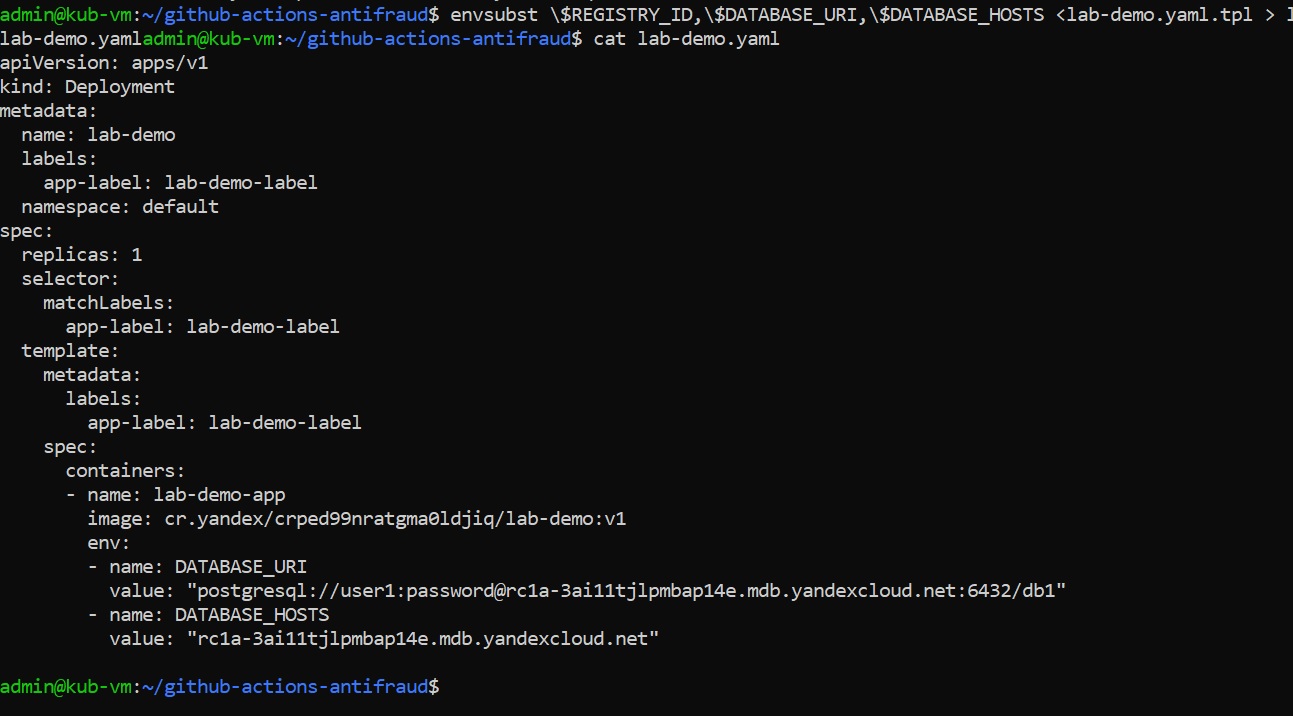 admin@kub-vm:~/github-actions-antifraud$ envsubst \$REGISTRY_ID,\$DATABASE_URI,\$DATABASE_HOSTS <lab-demo.yaml.tpl > l
lab-demo.yamladmin@kub-vm:~/github-actions-antifraud$ cat lab-demo.yaml
apiVersion: apps/v1
kind: Deployment
metadata:
  name: lab-demo
  labels:
    app-label: lab-demo-label
  namespace: default
spec:
  replicas: 1
  selector:
    matchLabels:
      app-label: lab-demo-label
  template:
    metadata:
      labels:
        app-label: lab-demo-label
    spec:
      containers:
      - name: lab-demo-app
        image: cr.yandex/crped99nratgma0ldjiq/lab-demo:v1
        env:
        - name: DATABASE_URI
          value: "postgresql://user1:password@rc1a-3ai11tjlpmbap14e.mdb.yandexcloud.net:6432/db1"
        - name: DATABASE_HOSTS
          value: "rc1a-3ai11tjlpmbap14e.mdb.yandexcloud.net"
admin@kub-vm:~/github-actions-antifraud$